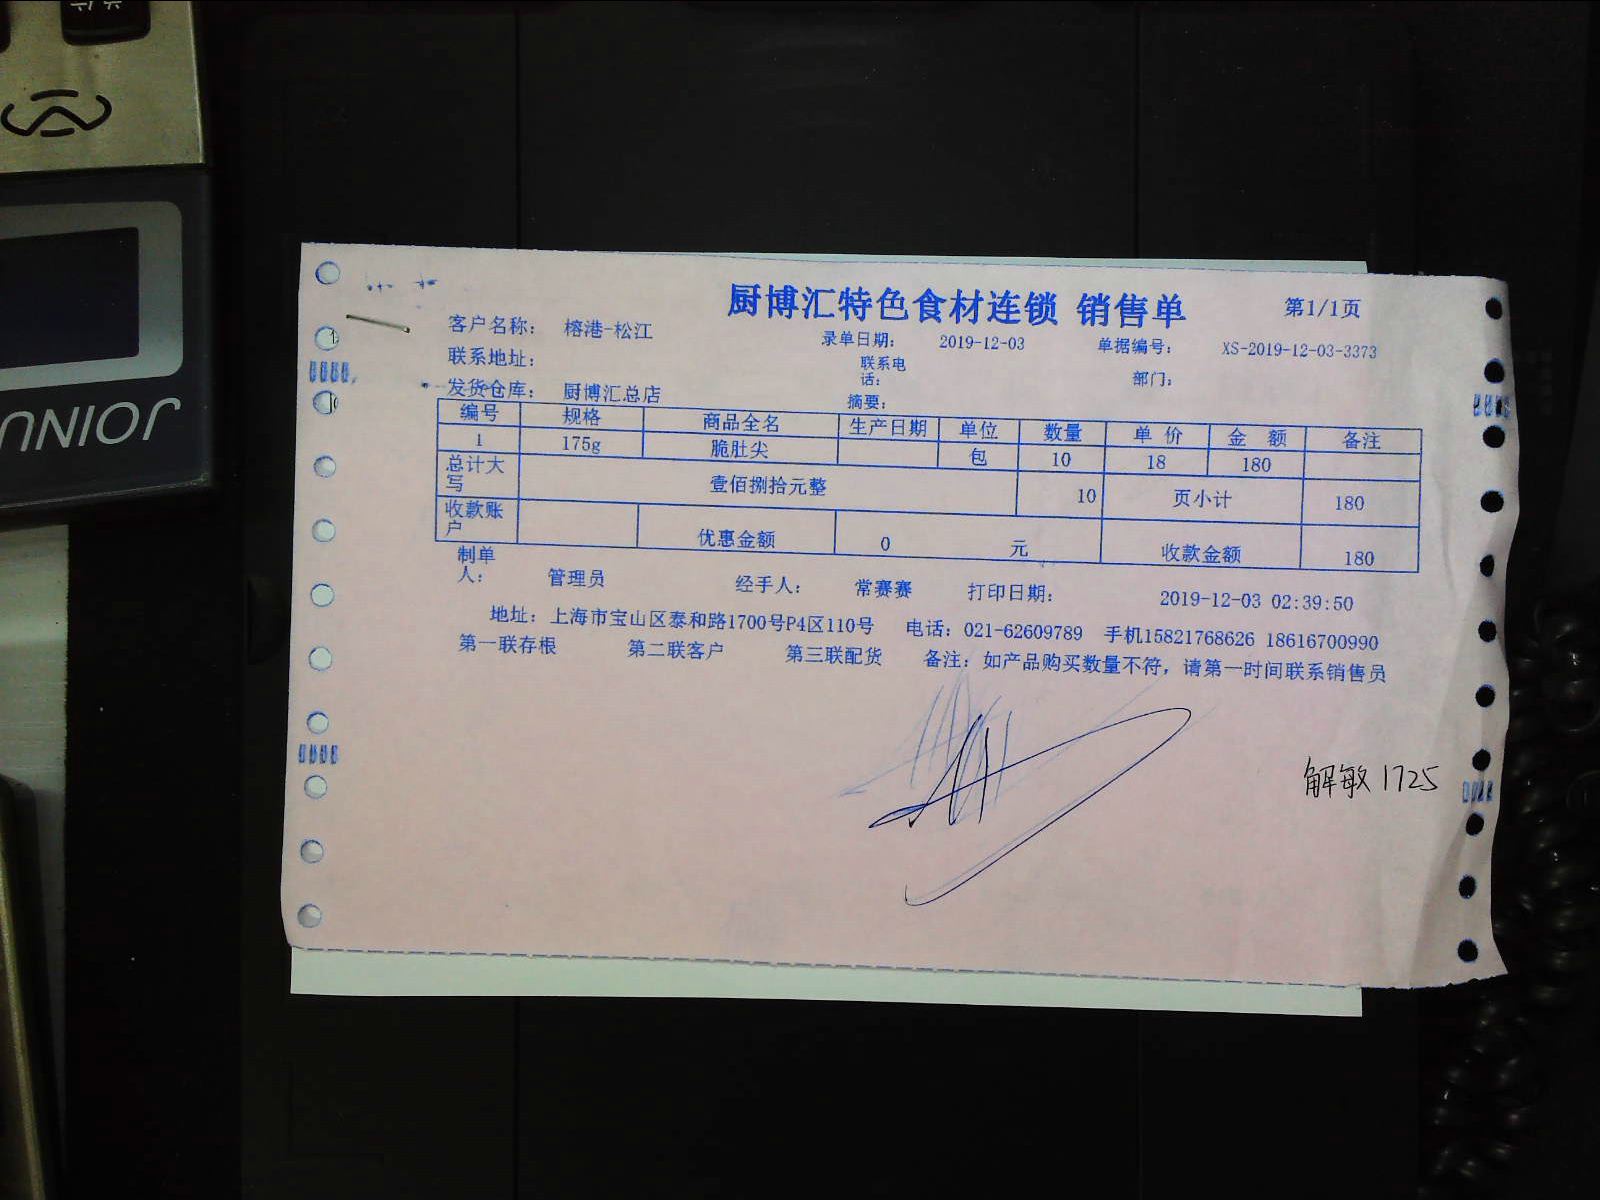 厨博汇特色食材连锁 销售单 第1/1页
客户名称： 榕港-松江 录单日期： 2019-12-03 单据编号： XS-2019-12-03-3373
联系地址： 联系电话： 部门：
发货仓库： 厨博汇总店 摘要：
编号 规格 商品全名 生产日期 单位 数量 单价 金额 备注
1 175g 脆肚尖 包 10 18 180
总计大写 壹佰捌拾元整 10 页小计 180
收款账户 优惠金额 0 元 收款金额 180
制单人： 管理员 经手人： 常赛赛 打印日期： 2019-12-03 02:39:50
地址：上海市宝山区泰和路1700号P4区110号 电话：021-62609789 手机15821768626 18616700990
第一联存根 第二联客户 第三联配货 备注：如产品购买数量不符，请第一时间联系销售员
解敏 1725
JOINU